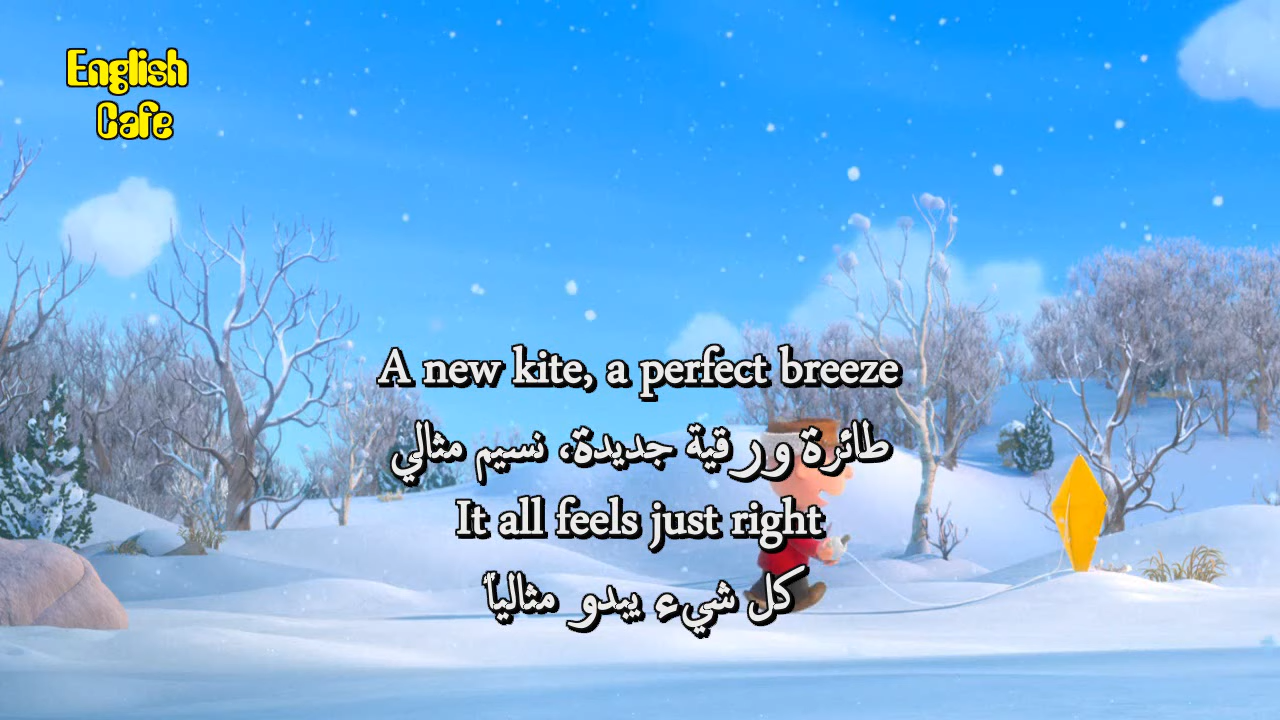 English
Cafe
A new kite, a perfect breeze
طائرة ورقية جديدة، نسيم مثالي
It all feels just right
كل شيء يبدو مثالياً